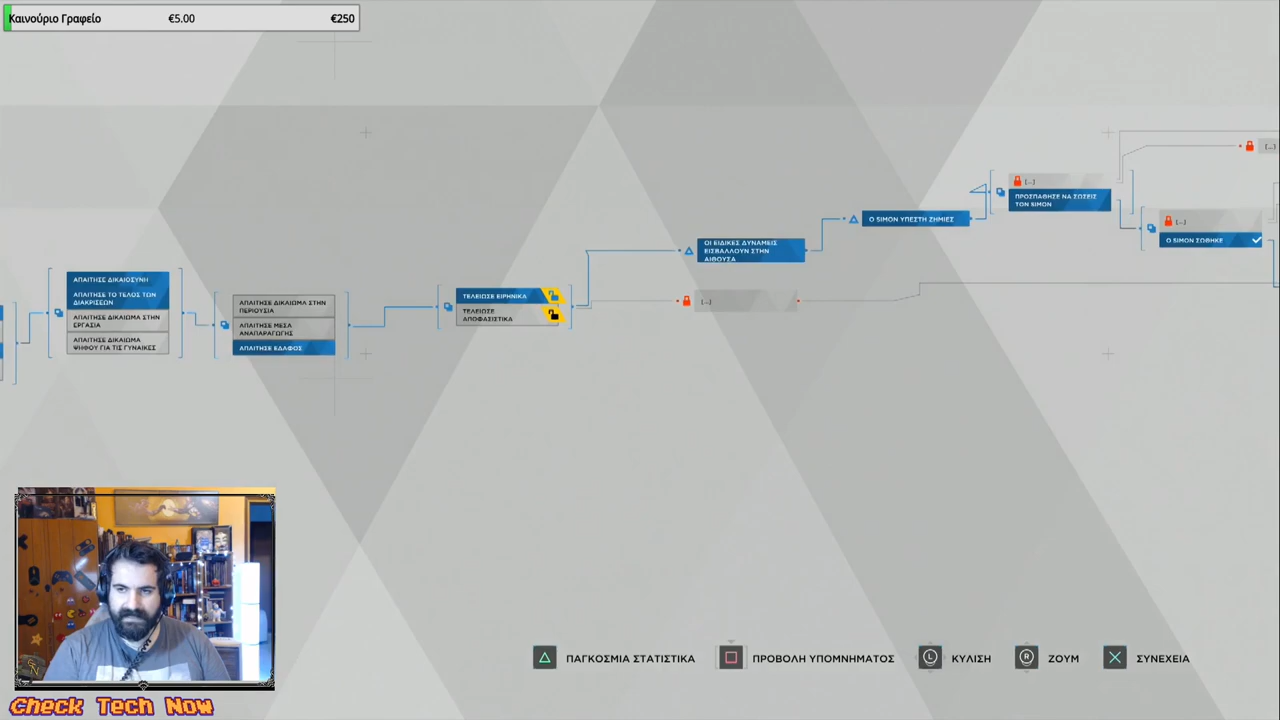 Καινούριο Γραφείο €5.00 €250
[...]
[...]
ΠΡΟΣΠΑΘΗΣΕ ΝΑ ΣΩΣΕΙΣ
ΤΟΝ SIMON
Ο SIMON ΥΠΕΣΤΗ ΖΗΜΙΕΣ
[...]
Ο SIMON ΣΩΘΗΚΕ
ΟΙ ΕΙΔΙΚΕΣ ΔΥΝΑΜΕΙΣ
ΕΙΣΒΑΛΛΟΥΝ ΣΤΗΝ
ΑΙΘΟΥΣΑ
[...]
ΑΠΑΙΤΗΣΕ ΔΙΚΑΙΟΣΥΝΗ
ΑΠΑΙΤΗΣΕ ΤΟ ΤΕΛΟΣ ΤΩΝ
ΔΙΑΚΡΙΣΕΩΝ
ΑΠΑΙΤΗΣΕ ΔΙΚΑΙΩΜΑ ΣΤΗΝ
ΕΡΓΑΣΙΑ
ΑΠΑΙΤΗΣΕ ΔΙΚΑΙΩΜΑ
ΨΗΦΟΥ ΓΙΑ ΤΙΣ ΓΥΝΑΙΚΕΣ
ΑΠΑΙΤΗΣΕ ΔΙΚΑΙΩΜΑ ΣΤΗΝ
ΠΕΡΙΟΥΣΙΑ
ΑΠΑΙΤΗΣΕ ΜΕΣΑ
ΑΝΑΠΑΡΑΓΩΓΗΣ
ΑΠΑΙΤΗΣΕ ΕΔΑΦΟΣ
ΤΕΛΕΙΩΣΕ ΕΙΡΗΝΙΚΑ
ΤΕΛΕΙΩΣΕ
ΑΠΟΦΑΣΙΣΤΙΚΑ
ΠΑΓΚΟΣΜΙΑ ΣΤΑΤΙΣΤΙΚΑ
ΠΡΟΒΟΛΗ ΥΠΟΜΝΗΜΑΤΟΣ
L ΚΥΛΙΣΗ
R ΖΟΥΜ
ΣΥΝΕΧΕΙΑ
Check Tech Now